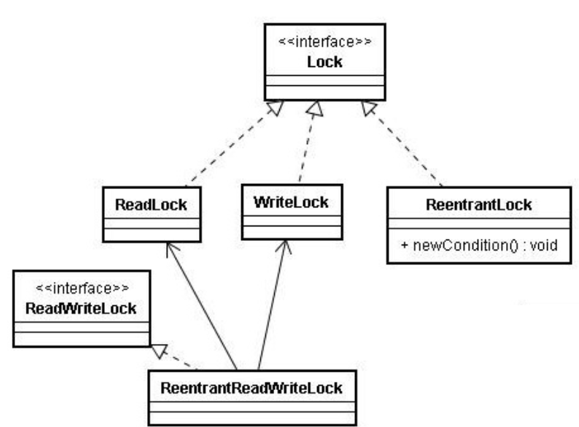 <<interface>>
Lock
ReadLock
WriteLock
ReentrantLock
+ newCondition() : void
<<interface>>
ReadWriteLock
ReentrantReadWriteLock